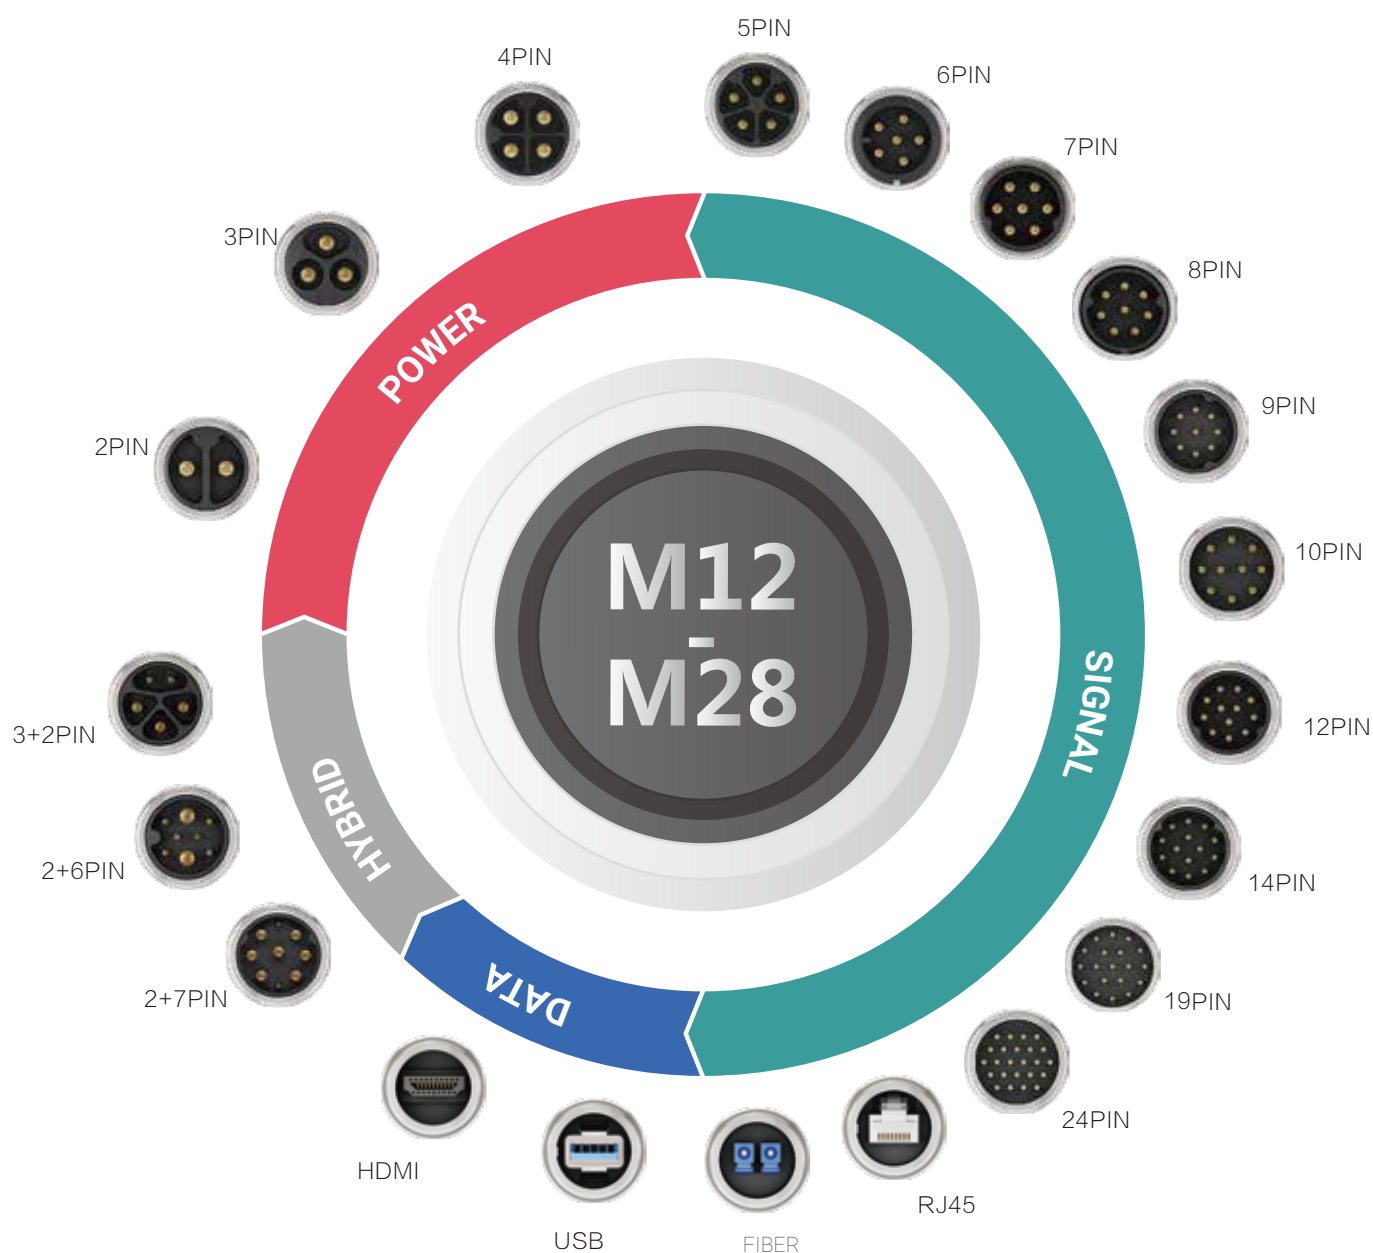 5PIN
4PIN
6PIN
7PIN
3PIN
8PIN
POWER
9PIN
2PIN
10PIN
M12
-
M28
SIGNAL
12PIN
3+2PIN
HYBRID
2+6PIN
14PIN
2+7PIN
DATA
19PIN
24PIN
HDMI
RJ45
USB
FIBER